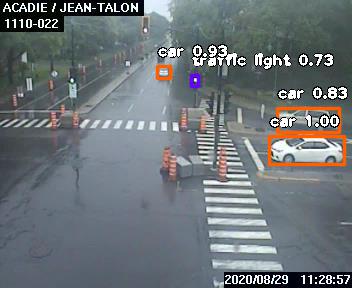 ACADIE / JEAN-TALON
1110-022
car 0.93
traffic light 0.73
car 0.83
car 1.00
2020/08/29 11:28:57